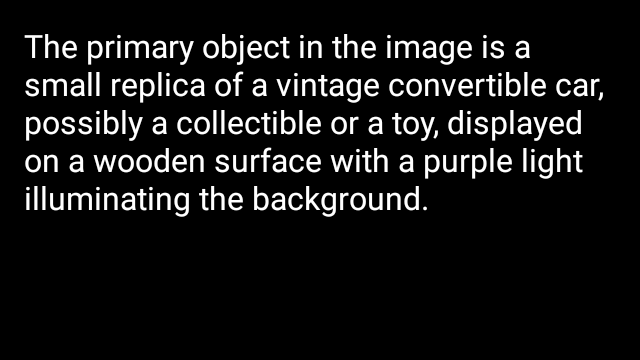 The primary object in the image is a
small replica of a vintage convertible car,
possibly a collectible or a toy, displayed
on a wooden surface with a purple light
illuminating the background.